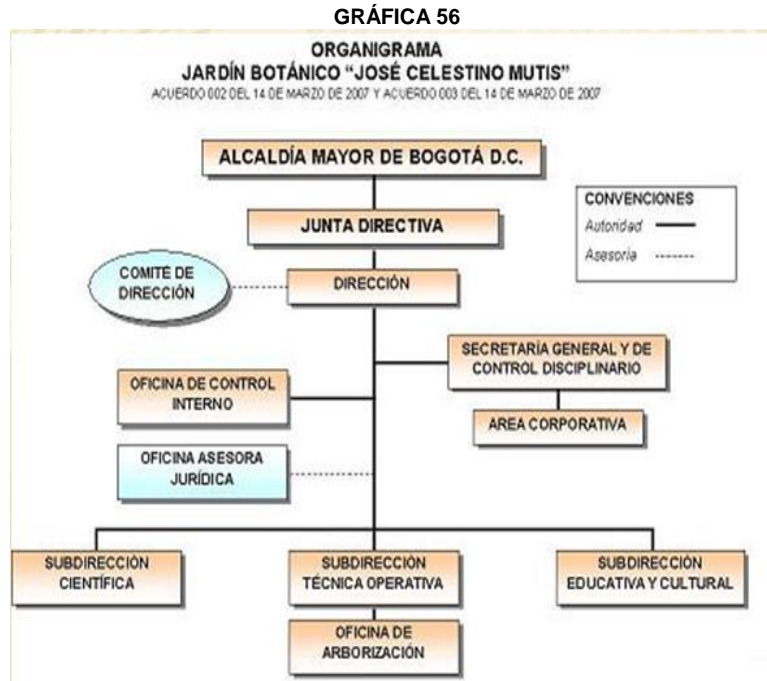 GRÁFICA 56
ORGANIGRAMA
JARDÍN BOTÁNICO “JOSÉ CELESTINO MUTIS”
ACUERDO 002 DEL 14 DE MARZO DE 2007 Y ACUERDO 003 DEL 14 DE MARZO DE 2007
ALCALDÍA MAYOR DE BOGOTÁ D.C.
CONVENCIONES
Autoridad
Asesoría
JUNTA DIRECTIVA
COMITÉ DE
DIRECCIÓN
DIRECCIÓN
SECRETARÍA GENERAL Y DE
CONTROL DISCIPLINARIO
OFICINA DE CONTROL
INTERNO
AREA CORPORATIVA
OFICINA ASESORA
JURÍDICA
SUBDIRECCIÓN
CIENTÍFICA
SUBDIRECCIÓN
TÉCNICA OPERATIVA
SUBDIRECCIÓN
EDUCATIVA Y CULTURAL
OFICINA DE
ARBORIZACIÓN